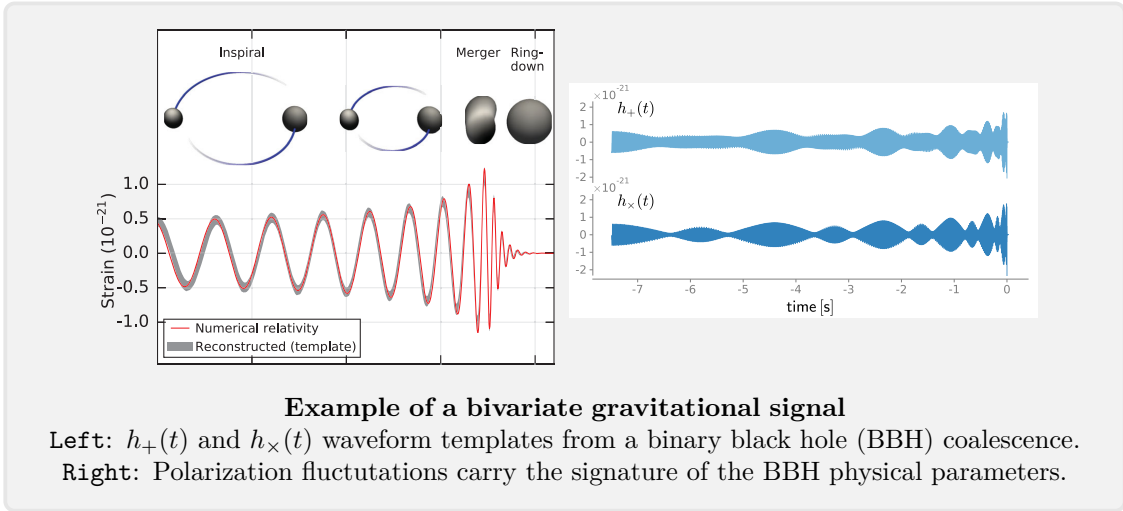 Inspiral
Merger
Ring-
down
Strain (10⁻²¹)
1.0
0.5
0.0
-0.5
-1.0
Numerical relativity
Reconstructed (template)
×10⁻²¹
h₊(t)
2
1
0
-1
-2
×10⁻²¹
hₓ(t)
2
1
0
-1
-2
-7 -6 -5 -4 -3 -2 -1 0
time [s]
Example of a bivariate gravitational signal
Left: h₊(t) and hₓ(t) waveform templates from a binary black hole (BBH) coalescence.
Right: Polarization fluctutations carry the signature of the BBH physical parameters.